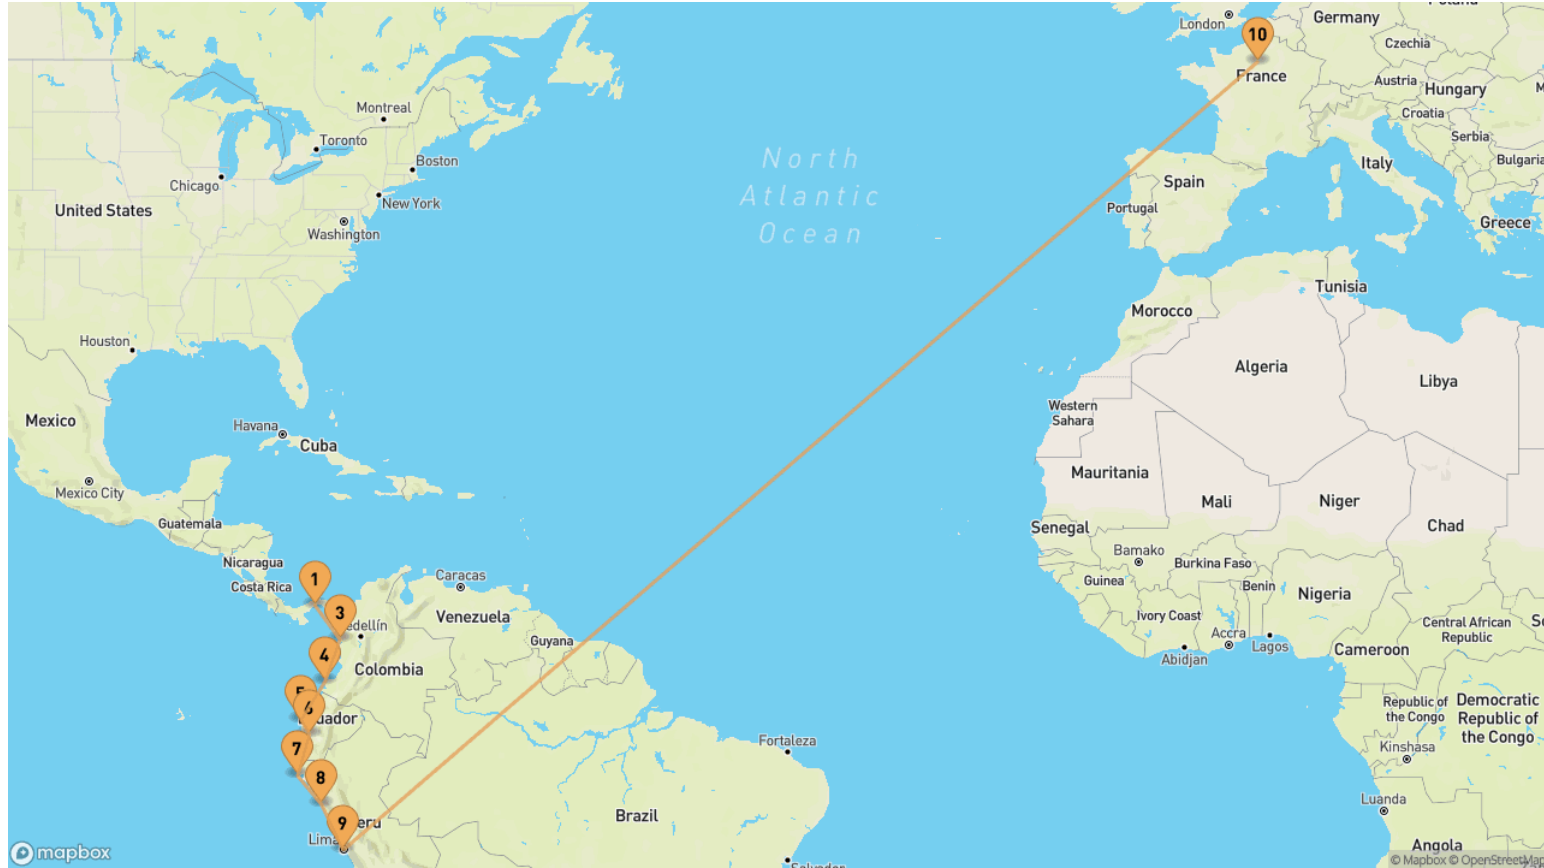 London
Germany
10
Czechia
France
Austria
Hungary
Croatia
Montreal
Serbia
Toronto
Boston
North
Atlantic
Ocean
Italy
Bulgaria
Chicago
Spain
New York
United States
Portugal
Greece
Washington
Tunisia
Morocco
Houston
Algeria
Libya
Western
Sahara
Mexico
Havana
Cuba
Mauritania
Mexico City
Mali
Niger
Guatemala
Senegal
Chad
Bamako
Nicaragua
Burkina Faso
1
Caracas
Guinea
Benin
Costa Rica
Nigeria
3
Venezuela
Ivory Coast
edellín
Accra
Central African
Republic
Guyana
Lagos
Cameroon
4
Abidjan
Colombia
5
Republic of
the Congo
Democratic
Republic of
the Congo
6
uador
Fortaleza
7
Kinshasa
8
Luanda
Brazil
9
eru
Lima
Angola
mapbox
Salvador
© Mapbox © OpenStreetMap